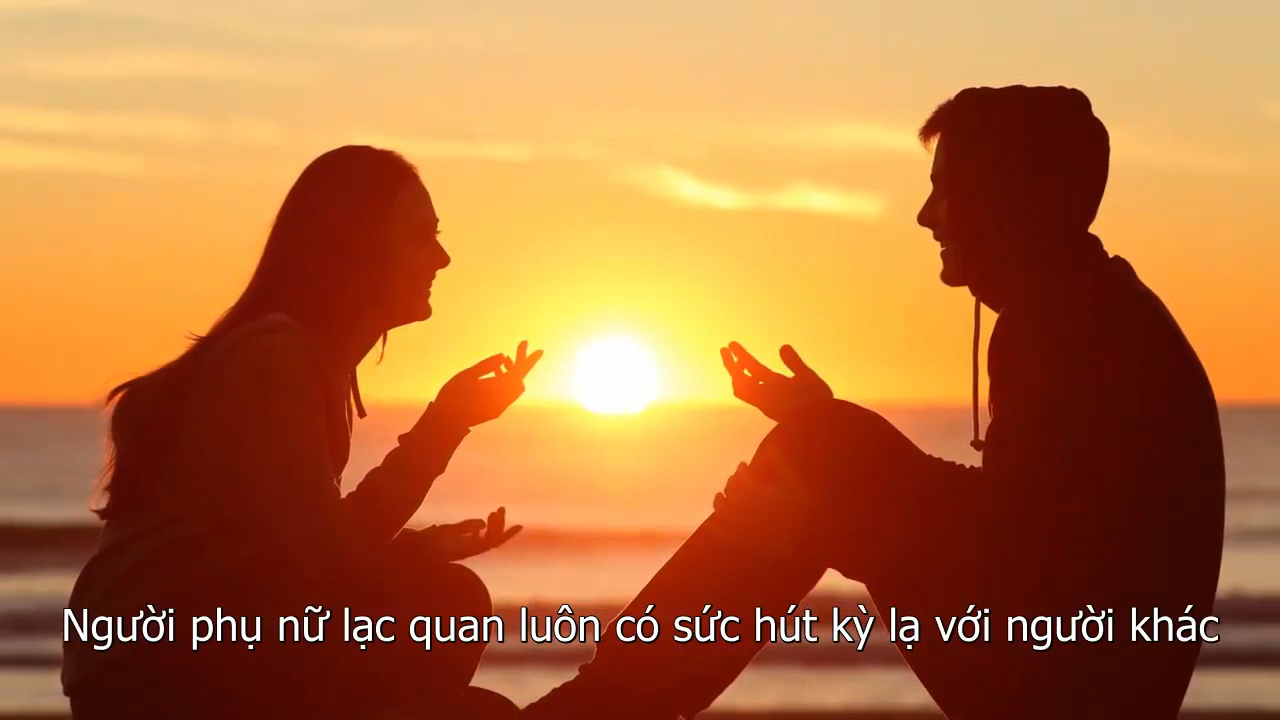 Người phụ nữ lạc quan luôn có sức hút kỳ lạ với người khác